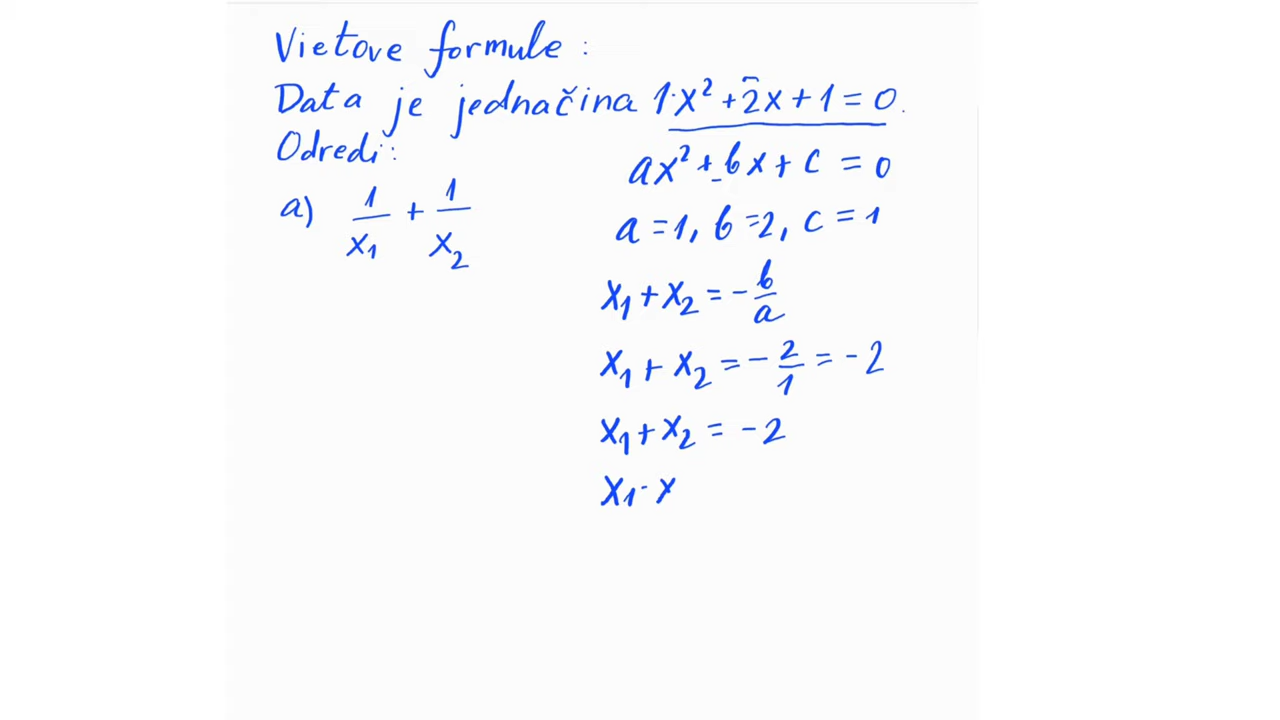 Vietove formule:
Data je jednačina 1·x² + 2x + 1 = 0.
Odredi:
a) 1/x₁ + 1/x₂
ax² + bx + c = 0
a = 1, b = 2, c = 1
x₁ + x₂ = -b/a
x₁ + x₂ = -2/1 = -2
x₁ + x₂ = -2
x₁ · x